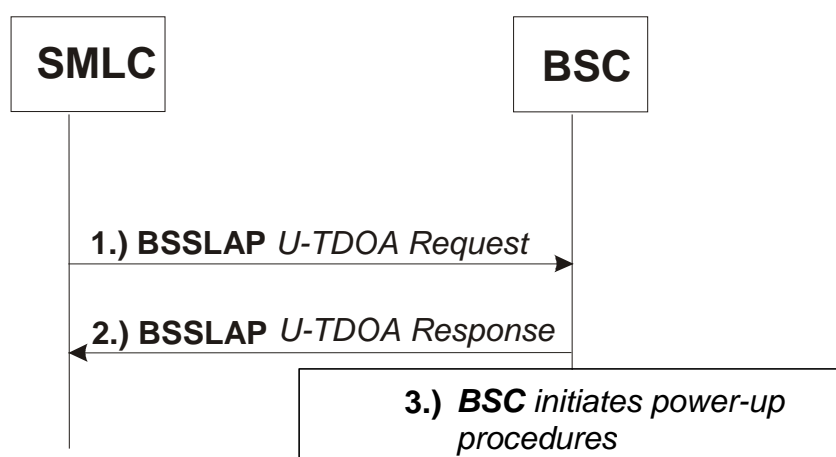 SMLC
BSC
1.) BSSLAP U-TDOA Request
2.) BSSLAP U-TDOA Response
3.) BSC initiates power-up
procedures